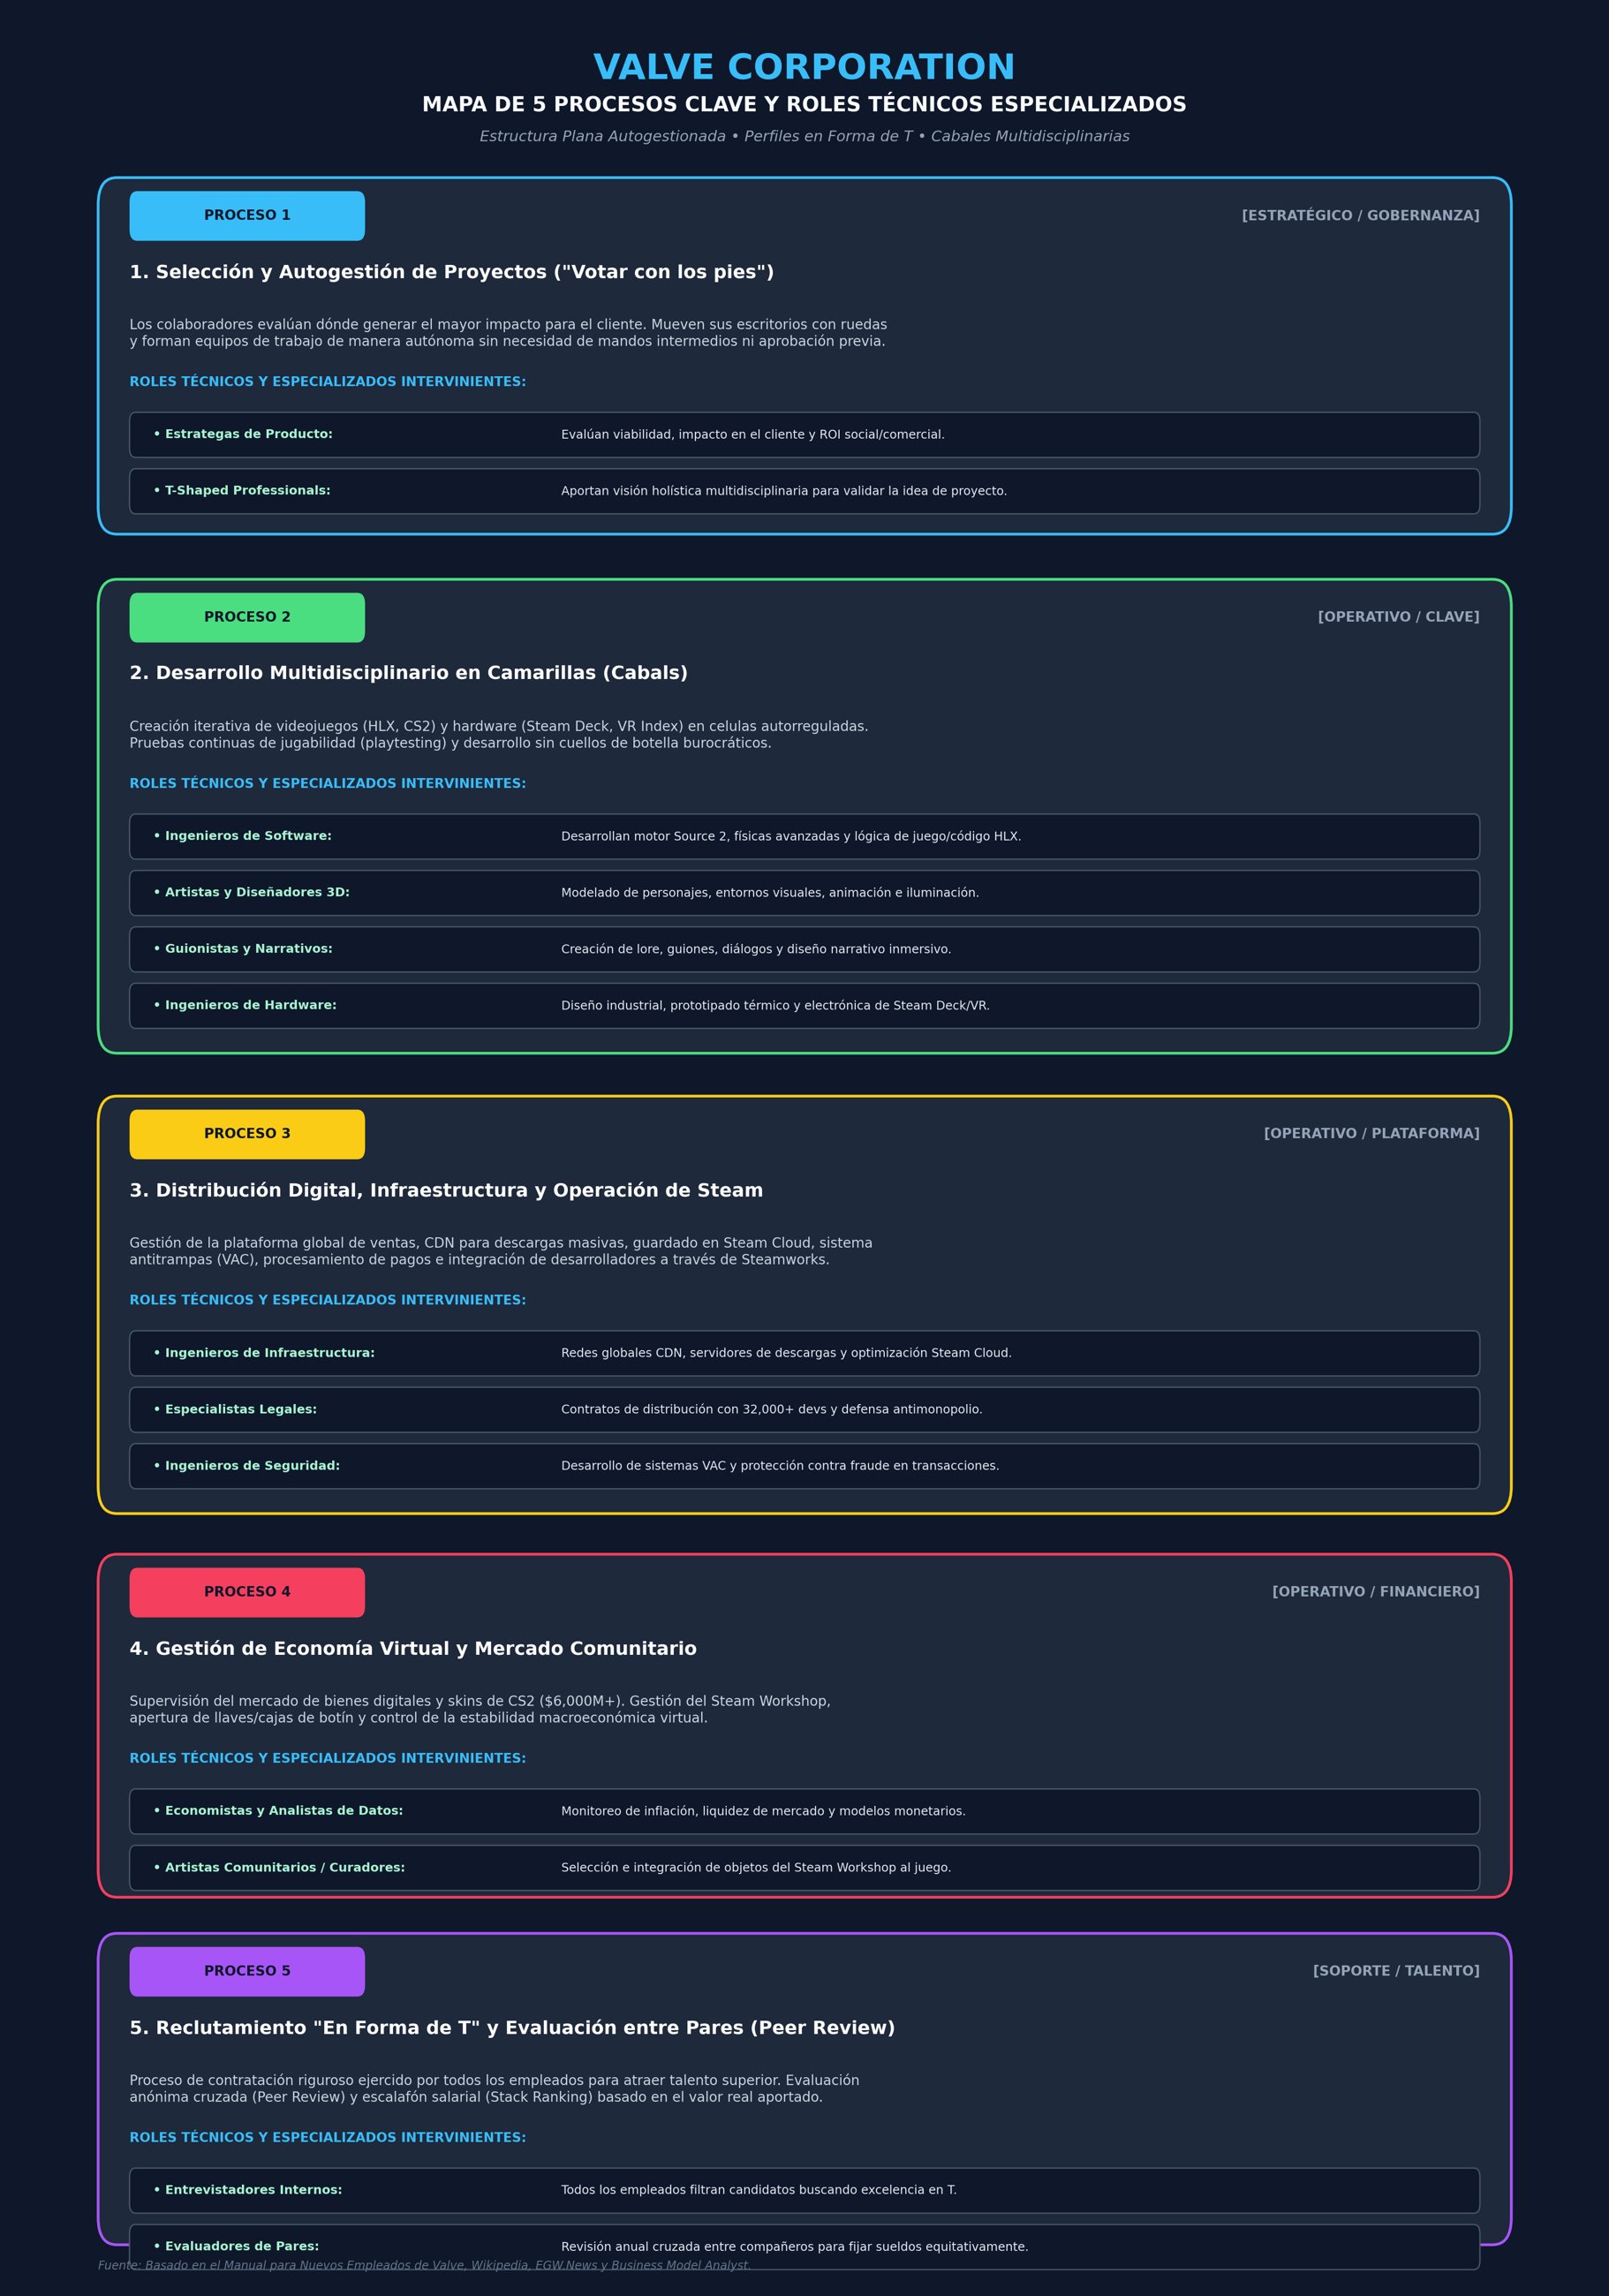 VALVE CORPORATION
MAPA DE 5 PROCESOS CLAVE Y ROLES TÉCNICOS ESPECIALIZADOS
Estructura Plana Autogestionada • Perfiles en Forma de T • Cabales Multidisciplinarias
PROCESO 1
[ESTRATÉGICO / GOBERNANZA]
1. Selección y Autogestión de Proyectos ("Votar con los pies")
Los colaboradores evalúan dónde generar el mayor impacto para el cliente. Mueven sus escritorios con ruedas
y forman equipos de trabajo de manera autónoma sin necesidad de mandos intermedios ni aprobación previa.
ROLES TÉCNICOS Y ESPECIALIZADOS INTERVINIENTES:
• Estrategas de Producto: Evalúan viabilidad, impacto en el cliente y ROI social/comercial.
• T-Shaped Professionals: Aportan visión holística multidisciplinaria para validar la idea de proyecto.
PROCESO 2
[OPERATIVO / CLAVE]
2. Desarrollo Multidisciplinario en Camarillas (Cabals)
Creación iterativa de videojuegos (HLX, CS2) y hardware (Steam Deck, VR Index) en celulas autorreguladas.
Pruebas continuas de jugabilidad (playtesting) y desarrollo sin cuellos de botella burocráticos.
ROLES TÉCNICOS Y ESPECIALIZADOS INTERVINIENTES:
• Ingenieros de Software: Desarrollan motor Source 2, físicas avanzadas y lógica de juego/código HLX.
• Artistas y Diseñadores 3D: Modelado de personajes, entornos visuales, animación e iluminación.
• Guionistas y Narrativos: Creación de lore, guiones, diálogos y diseño narrativo inmersivo.
• Ingenieros de Hardware: Diseño industrial, prototipado térmico y electrónica de Steam Deck/VR.
PROCESO 3
[OPERATIVO / PLATAFORMA]
3. Distribución Digital, Infraestructura y Operación de Steam
Gestión de la plataforma global de ventas, CDN para descargas masivas, guardado en Steam Cloud, sistema
antitrampas (VAC), procesamiento de pagos e integración de desarrolladores a través de Steamworks.
ROLES TÉCNICOS Y ESPECIALIZADOS INTERVINIENTES:
• Ingenieros de Infraestructura: Redes globales CDN, servidores de descargas y optimización Steam Cloud.
• Especialistas Legales: Contratos de distribución con 32,000+ devs y defensa antimonopolio.
• Ingenieros de Seguridad: Desarrollo de sistemas VAC y protección contra fraude en transacciones.
PROCESO 4
[OPERATIVO / FINANCIERO]
4. Gestión de Economía Virtual y Mercado Comunitario
Supervisión del mercado de bienes digitales y skins de CS2 ($6,000M+). Gestión del Steam Workshop,
apertura de llaves/cajas de botín y control de la estabilidad macroeconómica virtual.
ROLES TÉCNICOS Y ESPECIALIZADOS INTERVINIENTES:
• Economistas y Analistas de Datos: Monitoreo de inflación, liquidez de mercado y modelos monetarios.
• Artistas Comunitarios / Curadores: Selección e integración de objetos del Steam Workshop al juego.
PROCESO 5
[SOPORTE / TALENTO]
5. Reclutamiento "En Forma de T" y Evaluación entre Pares (Peer Review)
Proceso de contratación riguroso ejercido por todos los empleados para atraer talento superior. Evaluación
anónima cruzada (Peer Review) y escalafón salarial (Stack Ranking) basado en el valor real aportado.
ROLES TÉCNICOS Y ESPECIALIZADOS INTERVINIENTES:
• Entrevistadores Internos: Todos los empleados filtran candidatos buscando excelencia en T.
• Evaluadores de Pares: Revisión anual cruzada entre compañeros para fijar sueldos equitativamente.
Fuente: Basado en el Manual para Nuevos Empleados de Valve, Wikipedia, EGW.News y Business Model Analyst.